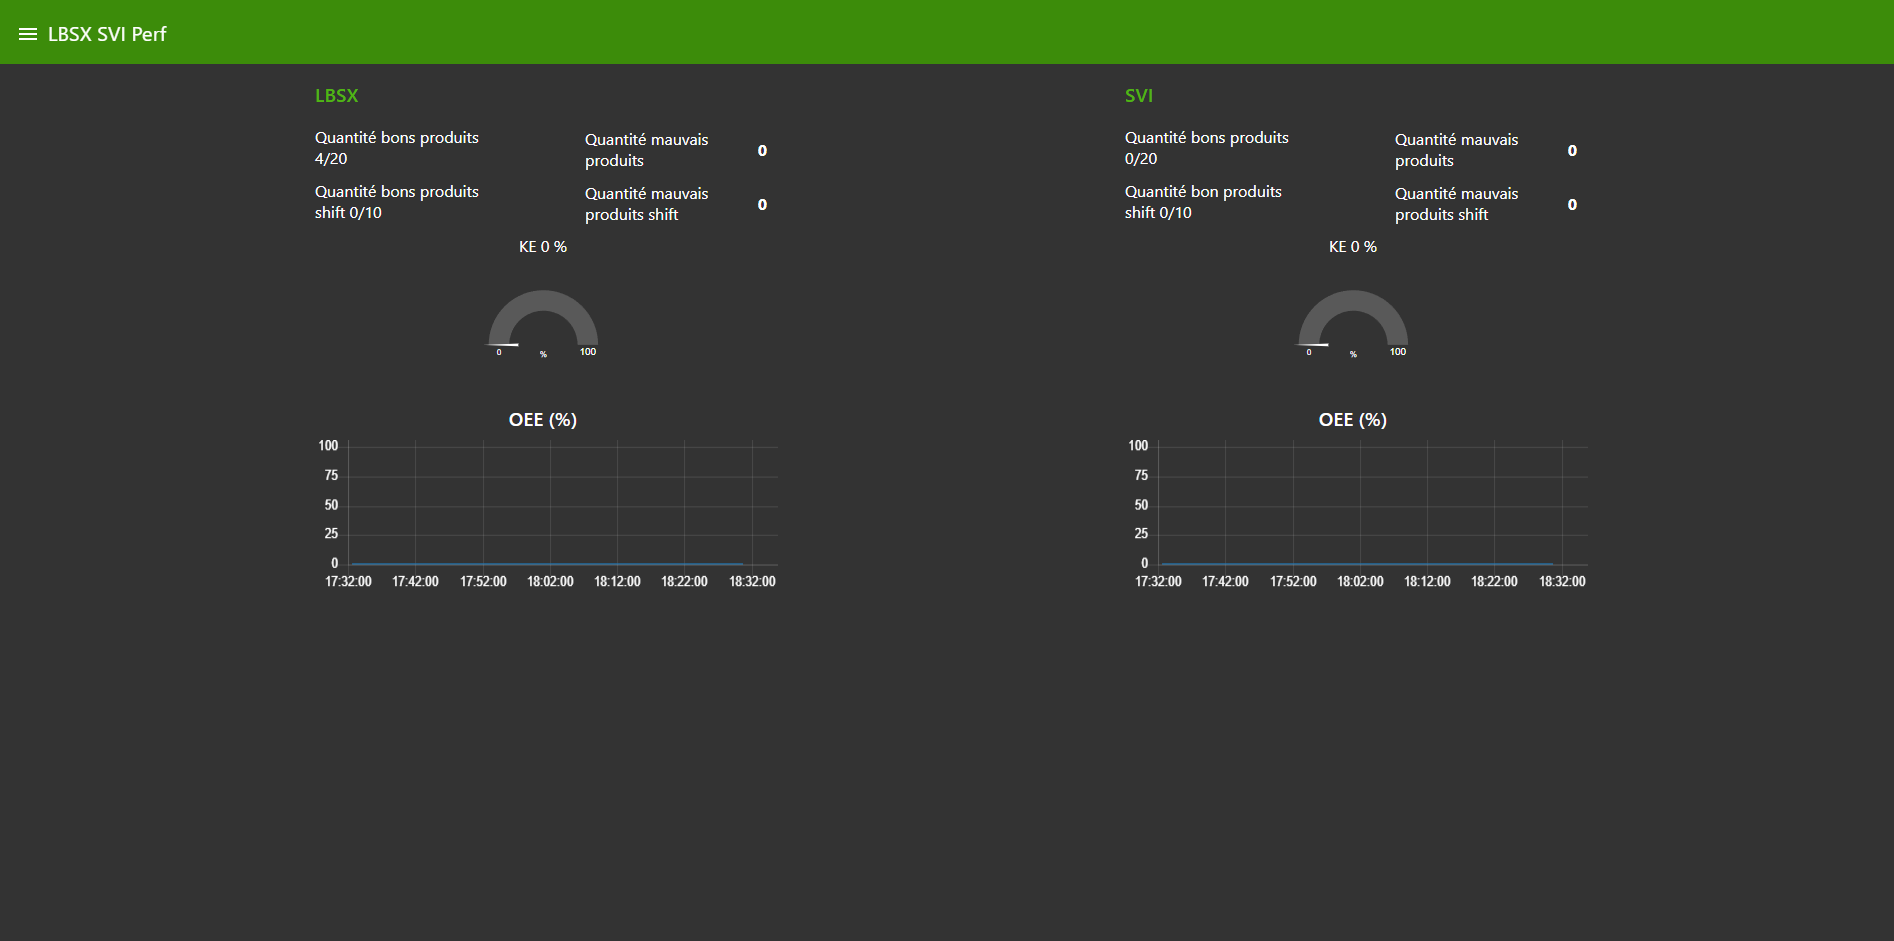 LBSX SVI Perf
LBSX
Quantité bons produits
4/20
Quantité mauvais
produits
0
Quantité bons produits
shift 0/10
Quantité mauvais
produits shift
0
KE 0 %
0
%
100
OEE (%)
100
75
50
25
0
17:32:00 17:42:00 17:52:00 18:02:00 18:12:00 18:22:00 18:32:00
SVI
Quantité bons produits
0/20
Quantité mauvais
produits
0
Quantité bon produits
shift 0/10
Quantité mauvais
produits shift
0
KE 0 %
0
%
100
OEE (%)
100
75
50
25
0
17:32:00 17:42:00 17:52:00 18:02:00 18:12:00 18:22:00 18:32:00